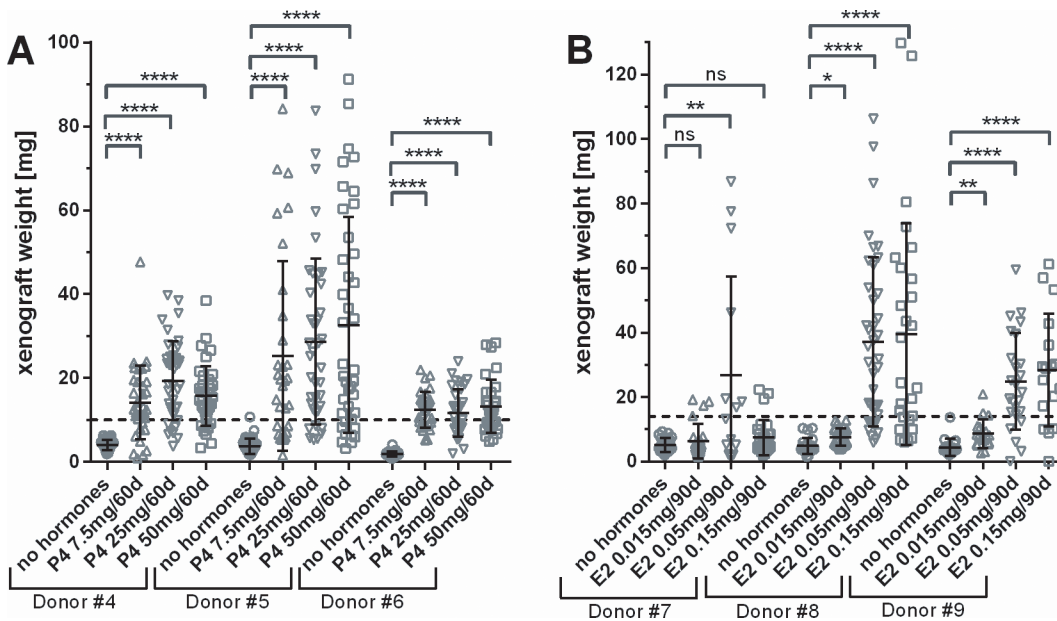 A
xenograft weight [mg]
100
80
60
40
20
0
****
****
****
****
****
****
****
****
****
no hormones
P4 7.5mg/60d
P4 25mg/60d
P4 50mg/60d
no hormones
P4 7.5mg/60d
P4 25mg/60d
P4 50mg/60d
no hormones
P4 7.5mg/60d
P4 25mg/60d
P4 50mg/60d
Donor #4
Donor #5
Donor #6
B
xenograft weight [mg]
120
100
80
60
40
20
0
ns
**
ns
****
****
*
****
****
**
no hormones
E2 0.015mg/90d
E2 0.05mg/90d
E2 0.15mg/90d
no hormones
E2 0.015mg/90d
E2 0.05mg/90d
E2 0.15mg/90d
no hormones
E2 0.015mg/90d
E2 0.05mg/90d
E2 0.15mg/90d
Donor #7
Donor #8
Donor #9